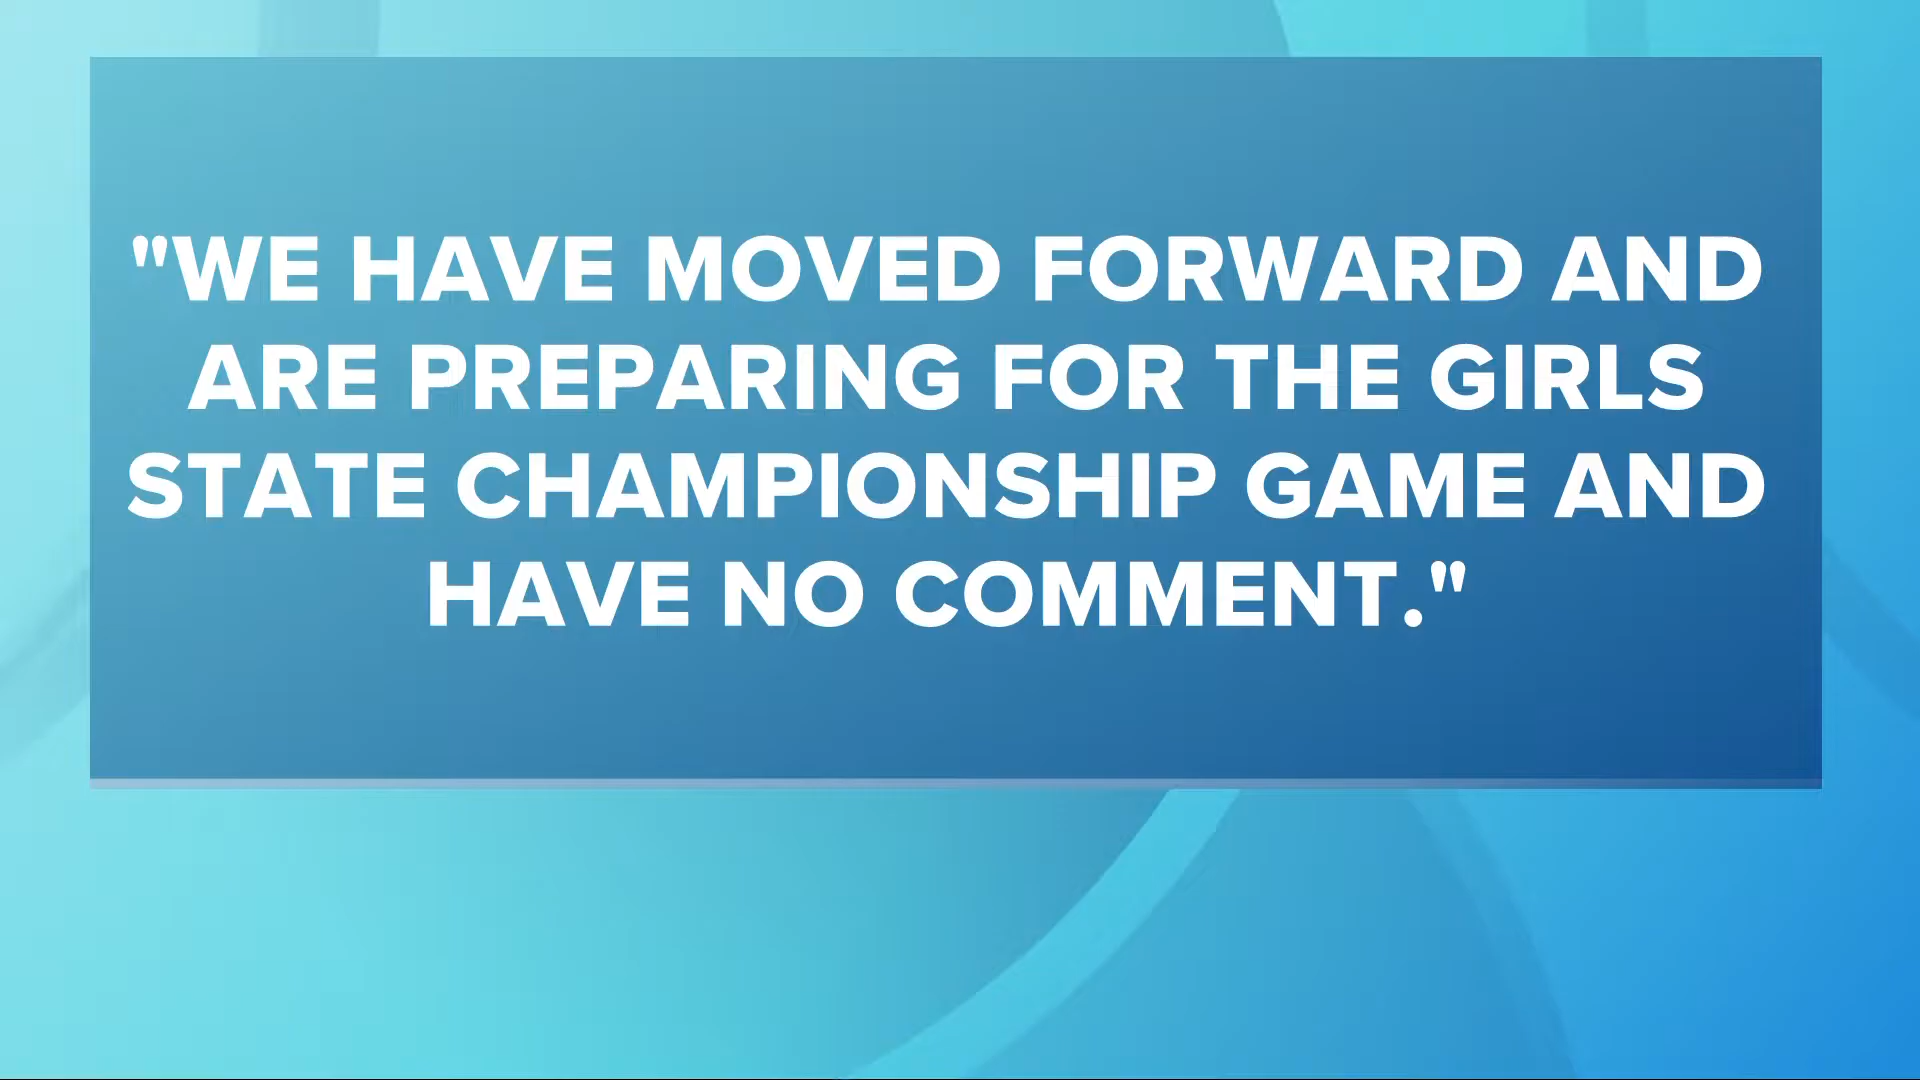 "WE HAVE MOVED FORWARD AND
ARE PREPARING FOR THE GIRLS
STATE CHAMPIONSHIP GAME AND
HAVE NO COMMENT."